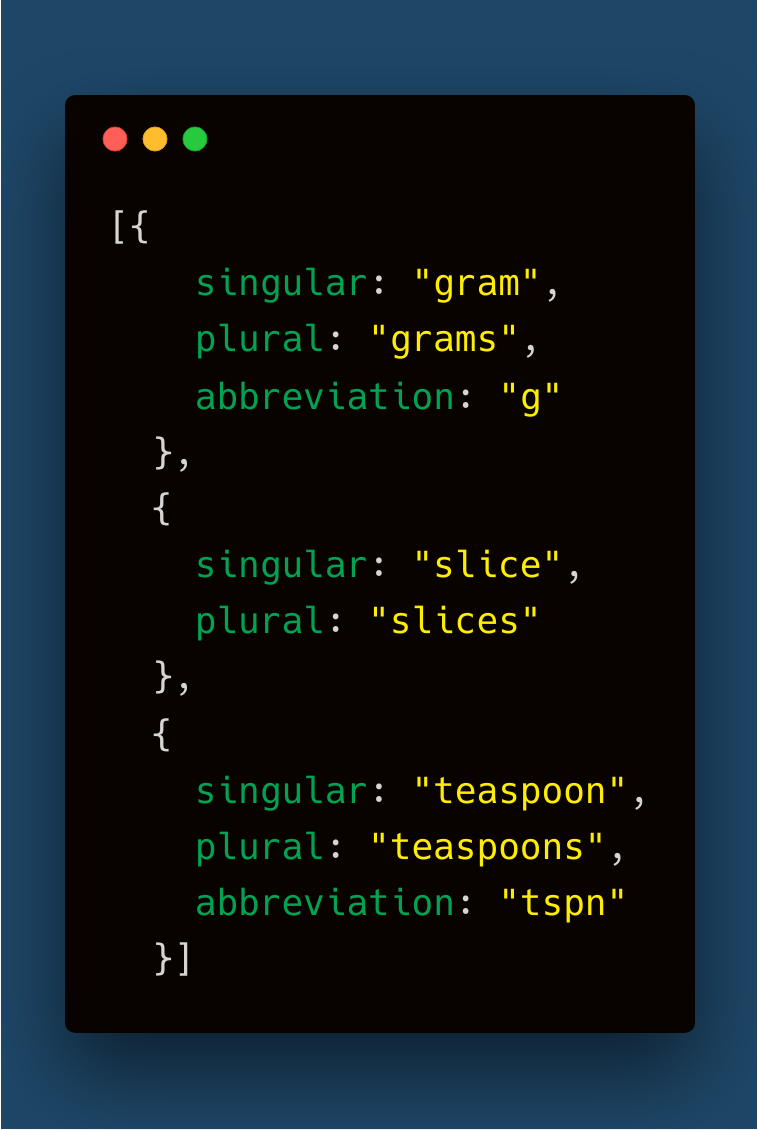 [{
    singular: "gram",
    plural: "grams",
    abbreviation: "g"
  },
  {
    singular: "slice",
    plural: "slices"
  },
  {
    singular: "teaspoon",
    plural: "teaspoons",
    abbreviation: "tspn"
  }]